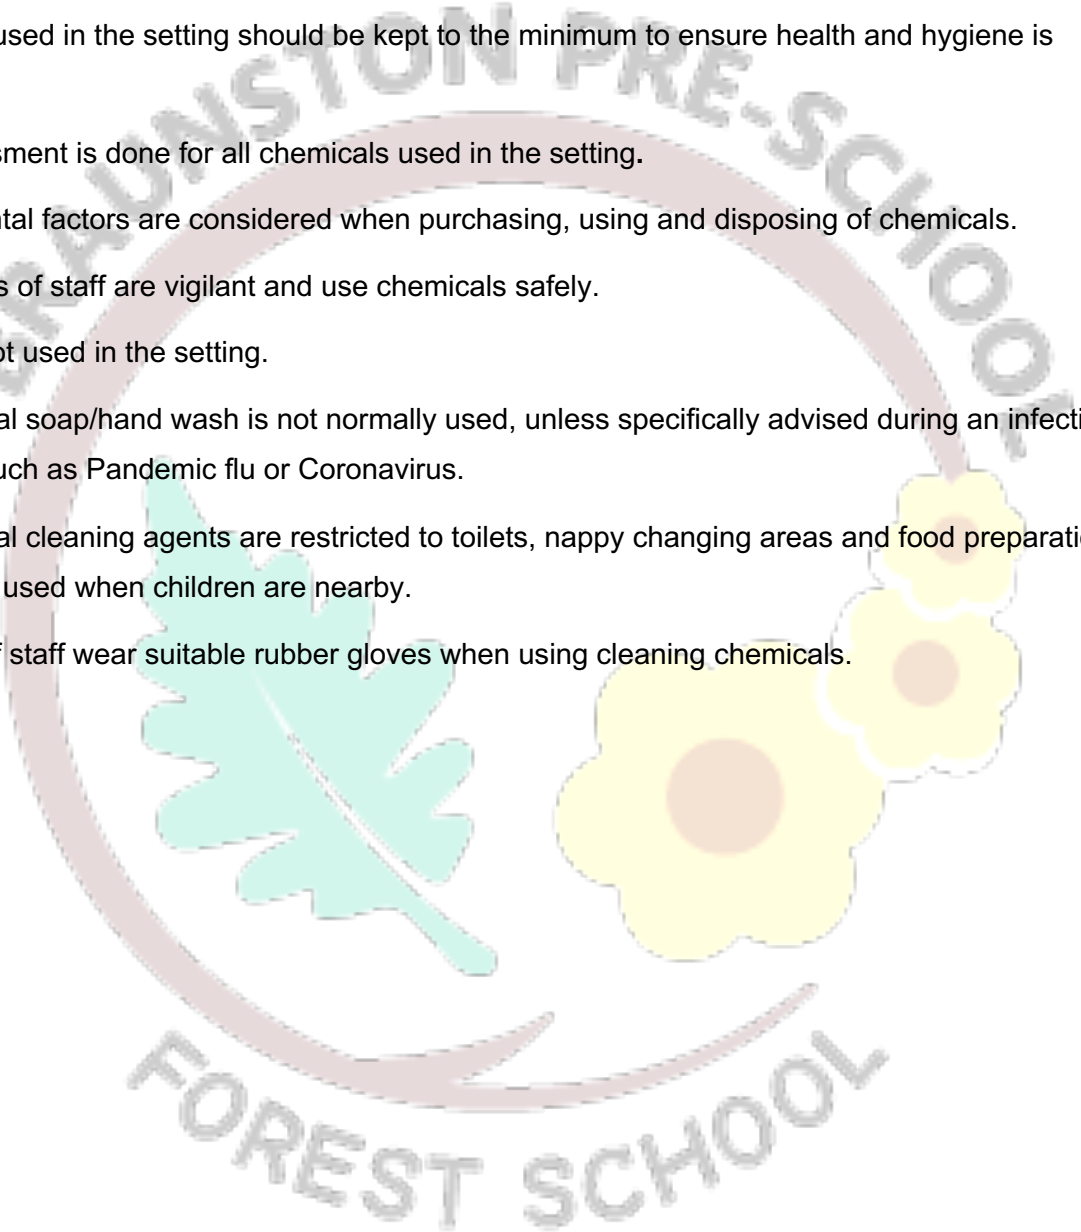 BRAUNSTON PRE-SCHOOL
used in the setting should be kept to the minimum to ensure health and hygiene is
sment is done for all chemicals used in the setting.
ntal factors are considered when purchasing, using and disposing of chemicals.
s of staff are vigilant and use chemicals safely.
ot used in the setting.
al soap/hand wash is not normally used, unless specifically advised during an infecti
uch as Pandemic flu or Coronavirus.
al cleaning agents are restricted to toilets, nappy changing areas and food preparatio
used when children are nearby.
f staff wear suitable rubber gloves when using cleaning chemicals.
FOREST SCHOOL